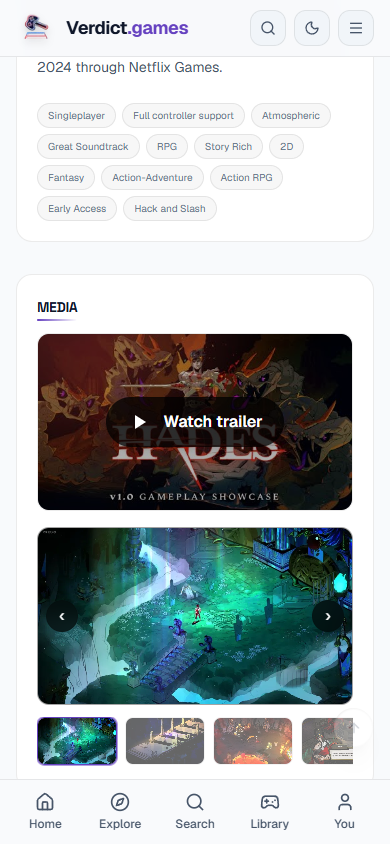 Verdict.games
2024 through Netflix Games.
Singleplayer Full controller support Atmospheric
Great Soundtrack RPG Story Rich 2D
Fantasy Action-Adventure Action RPG
Early Access Hack and Slash
MEDIA
Watch trailer
HADES
v1.0 GAMEPLAY SHOWCASE
Home Explore Search Library You